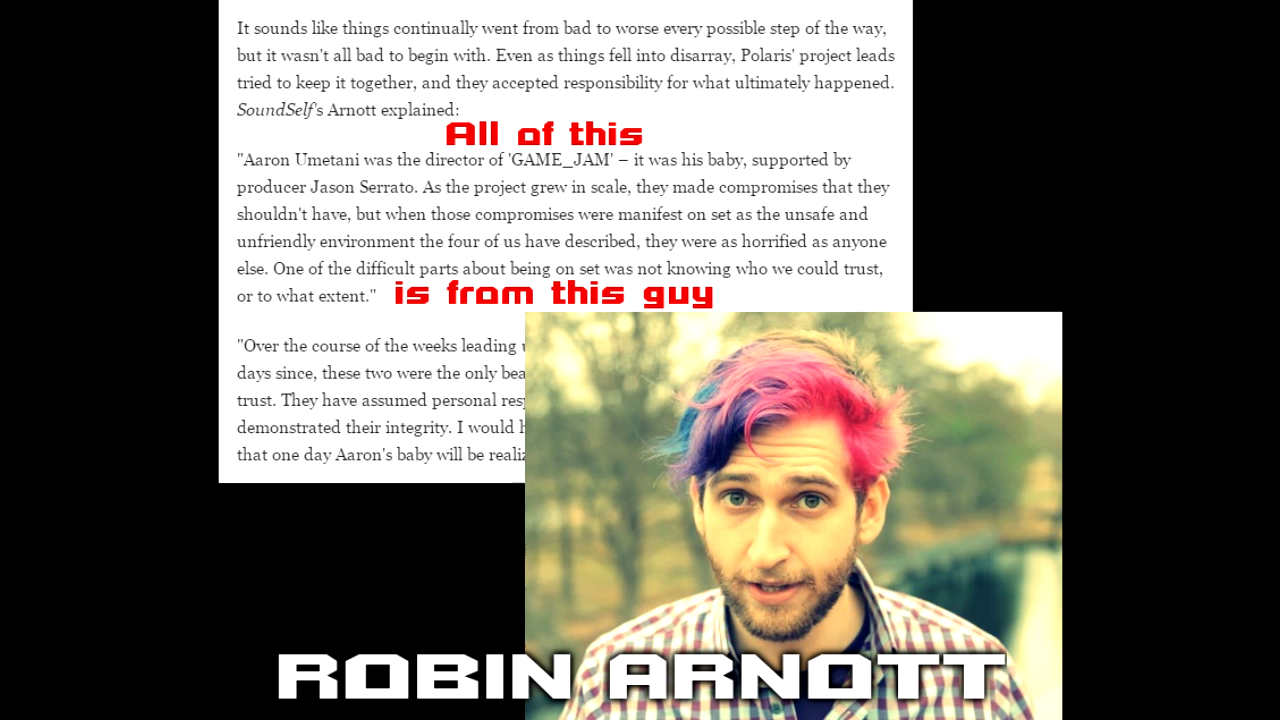 It sounds like things continually went from bad to worse every possible step of the way,
but it wasn't all bad to begin with. Even as things fell into disarray, Polaris' project leads
tried to keep it together, and they accepted responsibility for what ultimately happened.
SoundSelf's Arnott explained:
All of this
"Aaron Umetani was the director of 'GAME_JAM' – it was his baby, supported by
producer Jason Serrato. As the project grew in scale, they made compromises that they
shouldn't have, but when those compromises were manifest on set as the unsafe and
unfriendly environment the four of us have described, they were as horrified as anyone
else. One of the difficult parts about being on set was not knowing who we could trust,
or to what extent." is from this guy
"Over the course of the weeks leading
days since, these two were the only
trust. They have assumed personal
demonstrated their integrity. I would
that one day Aaron's baby will be
ROBIN ARNOTT